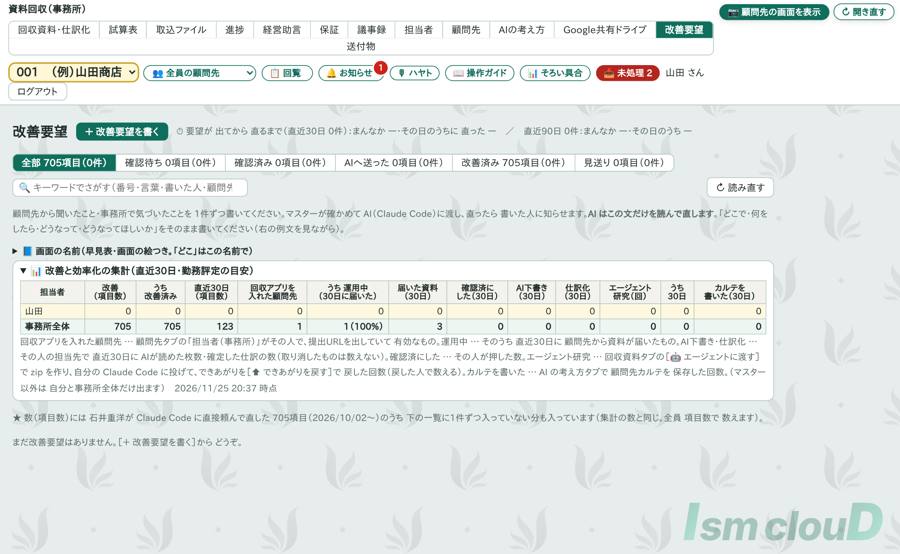 資料回収（事務所）
📷 顧客先の画面を表示
↻ 開き直す
回収資料・仕訳化 試算表 取込ファイル 進捗 経営助言 保証 議事録 担当者 顧問先 AIの考え方 Google共有ドライブ 改善要望
送付物
001 （例）山田商店 👥 全員の顧問先 📋 回覧 🔔 お知らせ 1 🎙 ハヤト 📖 操作ガイド 📊 そろい具合 📥 未処理 2 山田 さん
ログアウト
改善要望 ＋ 改善要望を書く ⏱ 要望が 出てから 直るまで（直近30日 0件）：まんなか ー・その日のうちに 直った ー ／ 直近90日 0件：まんなか ー・その日のうち ー
全部 705項目（0件） 確認待ち 0項目（0件） 確認済み 0項目（0件） AIへ送った 0項目（0件） 改善済み 705項目（0件） 見送り 0項目（0件）
🔍 キーワードでさがす（番号・言葉・書いた人・顧問先 ↻ 読み直す
顧問先から聞いたこと・事務所で気づいたことを 1件ずつ書いてください。マスターが確かめて AI（Claude Code）に渡し、直ったら 書いた人に知らせます。AI はこの文だけを読んで直します。「どこで・何を
したら・どうなって・どうなってほしいか」をそのまま書いてください（右の例文を見ながら）。
▶ 📘 画面の名前（早見表・画面の絵つき。「どこ」はこの名前で）
▼ 📊 改善と効率化の集計（直近30日・勤務評定の目安）
担当者 改善（項目数） うち改善済み 直近30日（項目数） 回収アプリを入れた顧問先 うち 運用中（30日に届いた） 届いた資料（30日） 確認済にした（30日） AI下書き（30日） 仕訳化（30日） エージェント研究（回） うち30日 カルテを書いた（30日）
山田 0 0 0 0 0 0 0 0 0 0 0 0
事務所全体 705 705 123 1 1（100%） 3 0 0 0 0 0 0
回収アプリを入れた顧問先 … 顧問先タブの「担当者（事務所）」がその人で、提出URLを出していて 有効なもの。運用中 … そのうち 直近30日に 顧問先から資料が届いたもの。AI下書き・仕訳化 …
その人の担当先で 直近30日に AIが読めた枚数・確定した仕訳の数（取り消したものは数えない）。確認済にした … その人が押した数。エージェント研究 … 回収資料タブの［🤖 エージェントに渡す］
で zip を作り、自分の Claude Code に投げて、できあがりを［⬆ できあがりを戻す］で 戻した回数（戻した人で数える）。カルテを書いた … AI の考え方タブで 顧問先カルテを 保存した回数。（マスター
以外は 自分と事務所全体だけ出ます） 2026/11/25 20:37 時点
★ 数（項目数）には 石井重洋が Claude Code に直接頼んで直した 705項目（2026/10/02〜）のうち 下の一覧に1件ずつ入っていない分も入っています（集計の数と同じ。全員 項目数で 数えます）。
まだ改善要望はありません。［＋ 改善要望を書く］から どうぞ。
Ism clouD